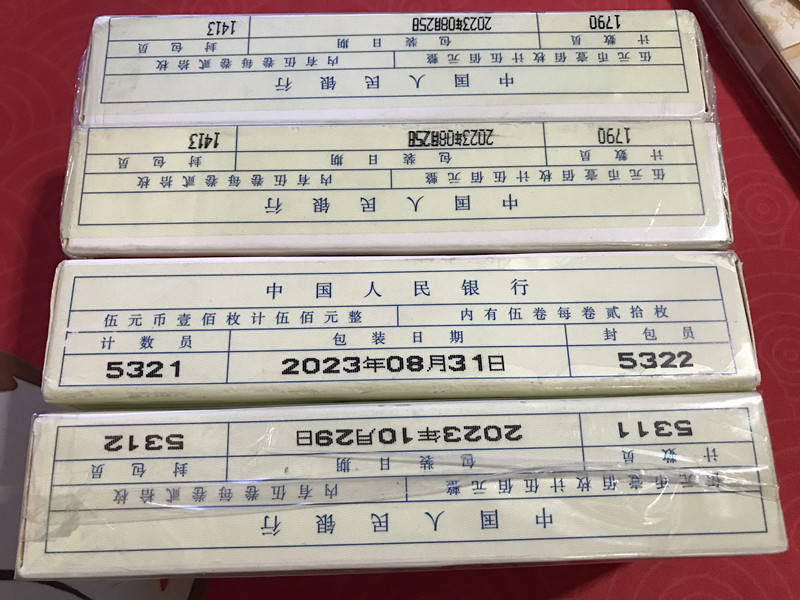 中国人民银行
伍元币壹佰枚计伍佰元整 内有伍卷每卷贰拾枚
计数员 包装日期 封包员
1790 2023年08月25日 1413
中国人民银行
伍元币壹佰枚计伍佰元整 内有伍卷每卷贰拾枚
计数员 包装日期 封包员
1790 2023年08月25日 1413
中国人民银行
伍元币壹佰枚计伍佰元整 内有伍卷每卷贰拾枚
计数员 包装日期 封包员
5321 2023年08月31日 5322
中国人民银行
伍元币壹佰枚计伍佰元整 内有伍卷每卷贰拾枚
计数员 包装日期 封包员
5311 2023年10月29日 5312